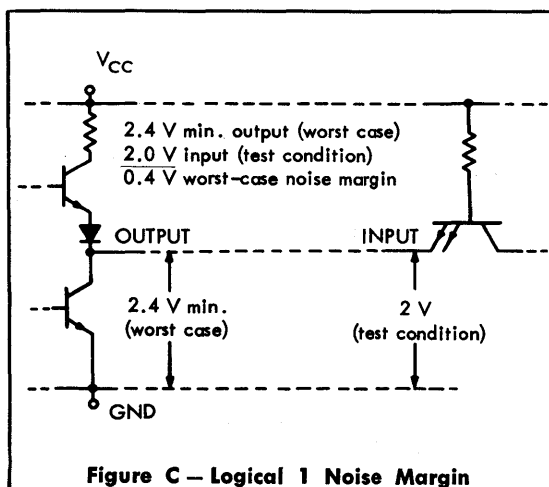 VCC
2.4 V min. output (worst case)
2.0 V input (test condition)
0.4 V worst-case noise margin
OUTPUT
INPUT
2.4 V min.
(worst case)
2 V
(test condition)
GND
Figure C — Logical 1 Noise Margin